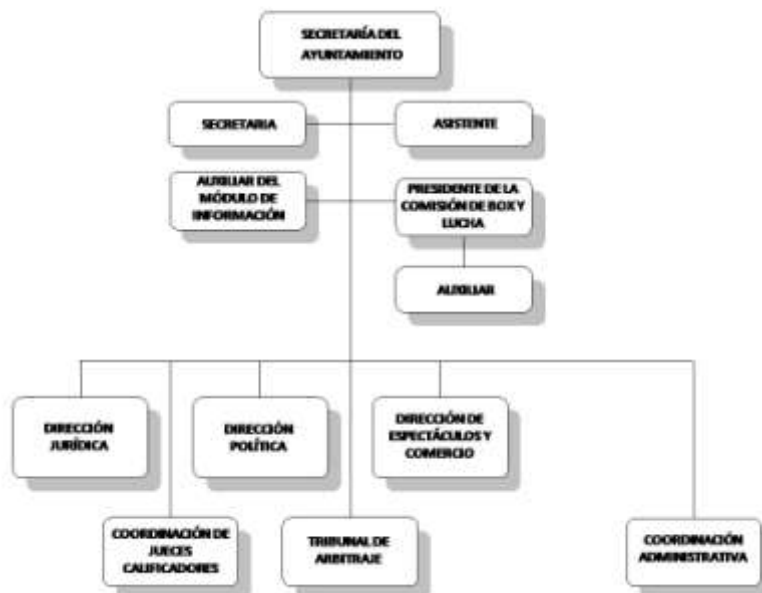 SECRETARÍA DEL
AYUNTAMIENTO
SECRETARIA
ASISTENTE
AUXILIAR DEL
MÓDULO DE
INFORMACIÓN
PRESIDENTE DE LA
COMISIÓN DE BOX Y
LUCHA
AUXILIAR
DIRECCIÓN
JURÍDICA
DIRECCIÓN
POLÍTICA
DIRECCIÓN DE
ESPECTÁCULOS Y
COMERCIO
COORDINACIÓN DE
JUECES
CALIFICADORES
TRIBUNAL DE
ARBITRAJE
COORDINACIÓN
ADMINISTRATIVA